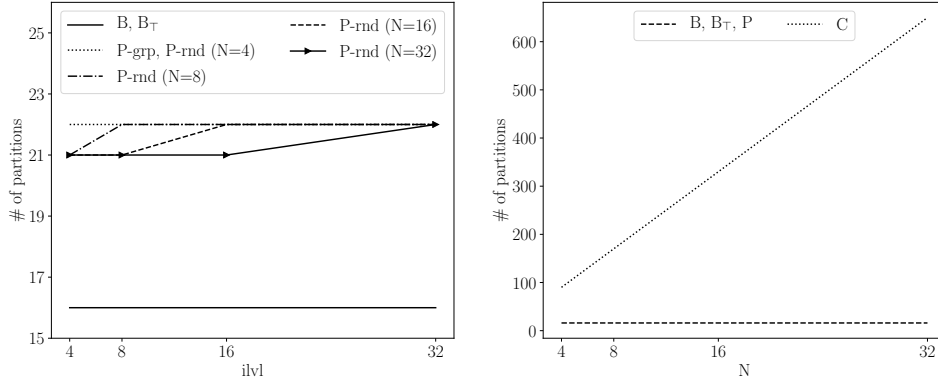 B, B⊤
P-grp, P-rnd (N=4)
P-rnd (N=8)
P-rnd (N=16)
P-rnd (N=32)
# of partitions
25
23
21
19
17
15
4 8 16 32
ilvl
B, B⊤, P
C
# of partitions
600
500
400
300
200
100
0
4 8 16 32
N